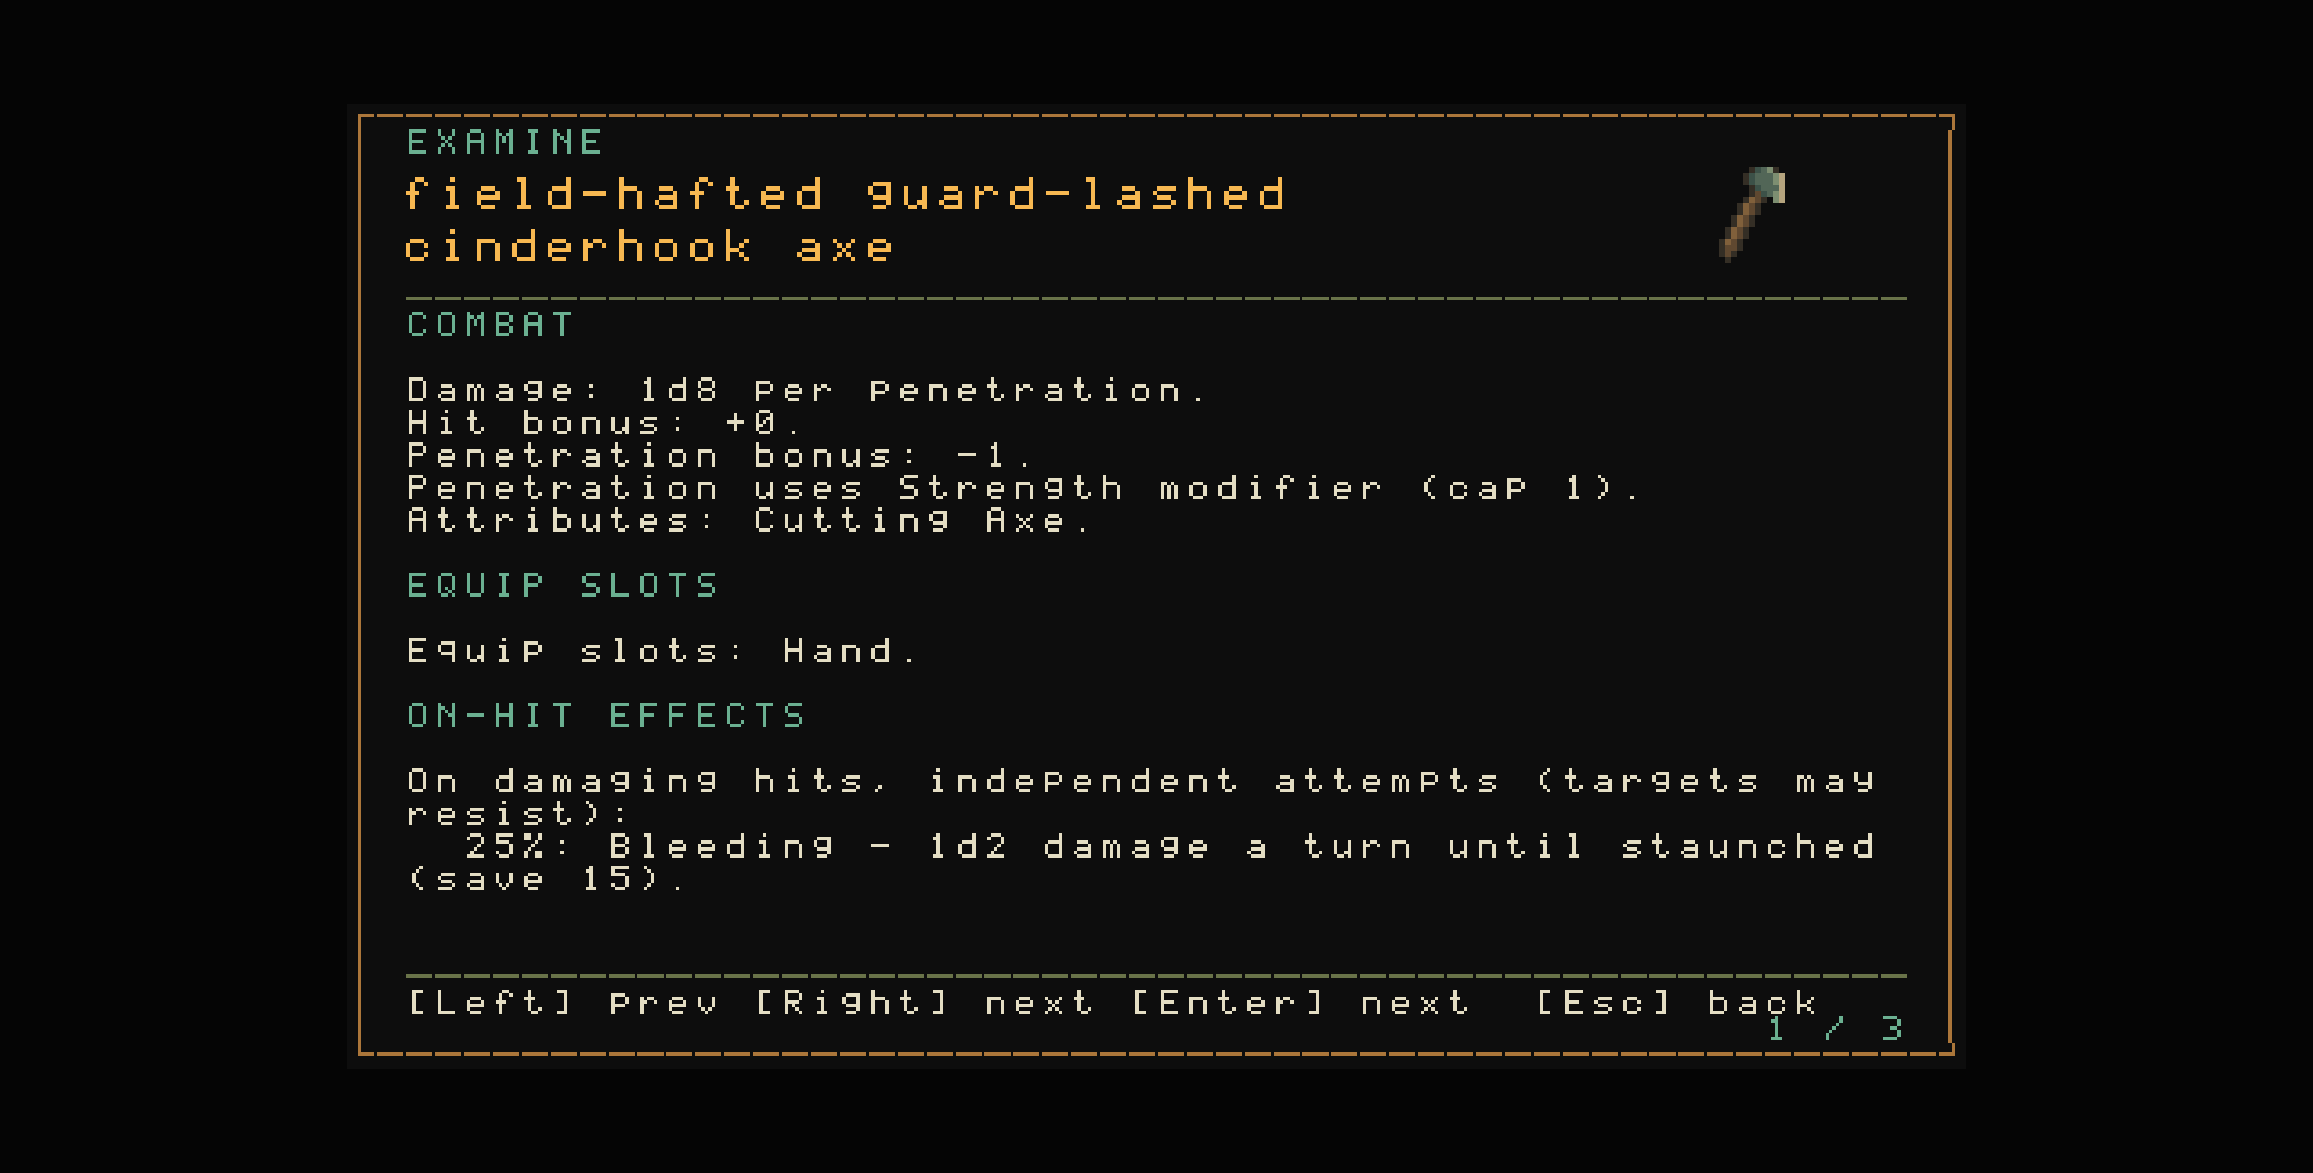 EXAMINE
field-hafted guard-lashed
cinderhook axe
COMBAT
Damage: 1d8 per penetration.
Hit bonus: +0.
Penetration bonus: -1.
Penetration uses Strength modifier (cap 1).
Attributes: Cutting Axe.
EQUIP SLOTS
Equip slots: Hand.
ON-HIT EFFECTS
On damaging hits, independent attempts (targets may
resist):
25%: Bleeding - 1d2 damage a turn until staunched
(save 15).
[Left] prev [Right] next [Enter] next [Esc] back
1 / 3